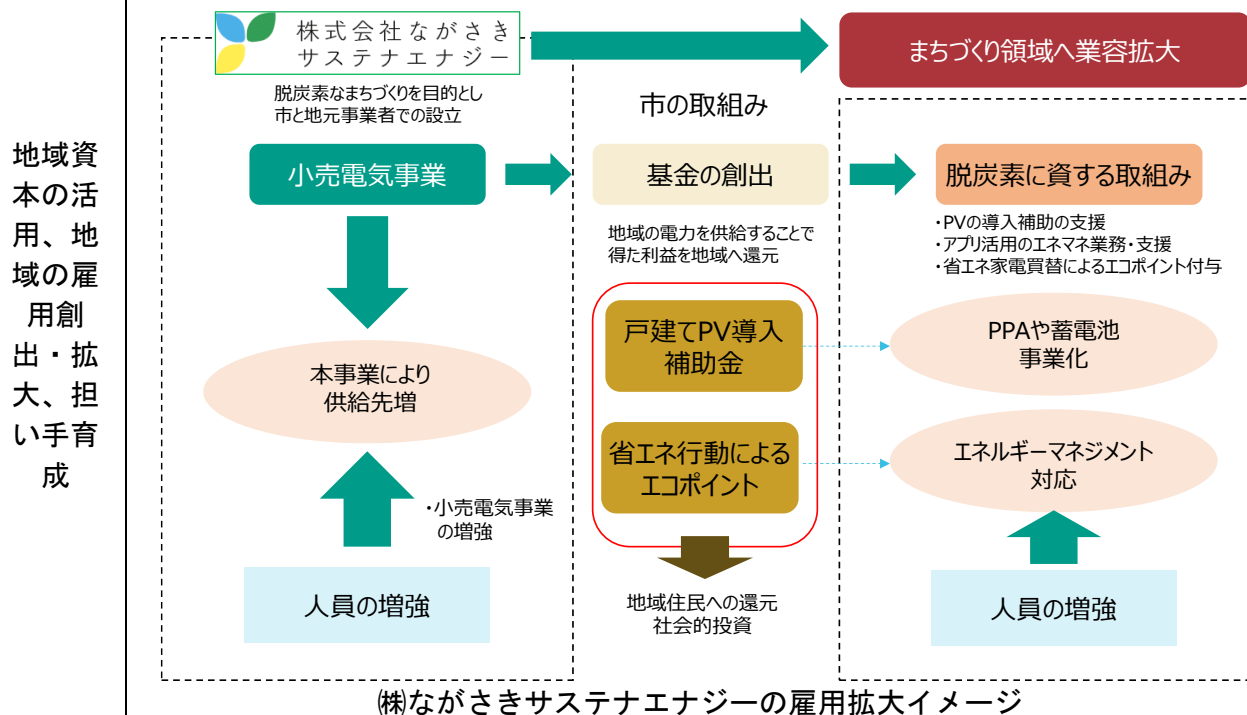 地域資
本の活
用、地
域の雇
用創
出・拡
大、担
い手育
成
株式会社ながさき
サステナエナジー
脱炭素なまちづくりを目的とし
市と地元事業者での設立
小売電気事業
本事業により
供給先増
・小売電気事業
の増強
人員の増強
市の取組み
基金の創出
地域の電力を供給することで
得た利益を地域へ還元
戸建てPV導入
補助金
省エネ行動による
エコポイント
地域住民への還元
社会的投資
まちづくり領域へ業容拡大
脱炭素に資する取組み
・PVの導入補助の支援
・アプリ活用のエネマネ業務・支援
・省エネ家電買替によるエコポイント付与
PPAや蓄電池
事業化
エネルギーマネジメント
対応
人員の増強
㈱ながさきサステナエナジーの雇用拡大イメージ